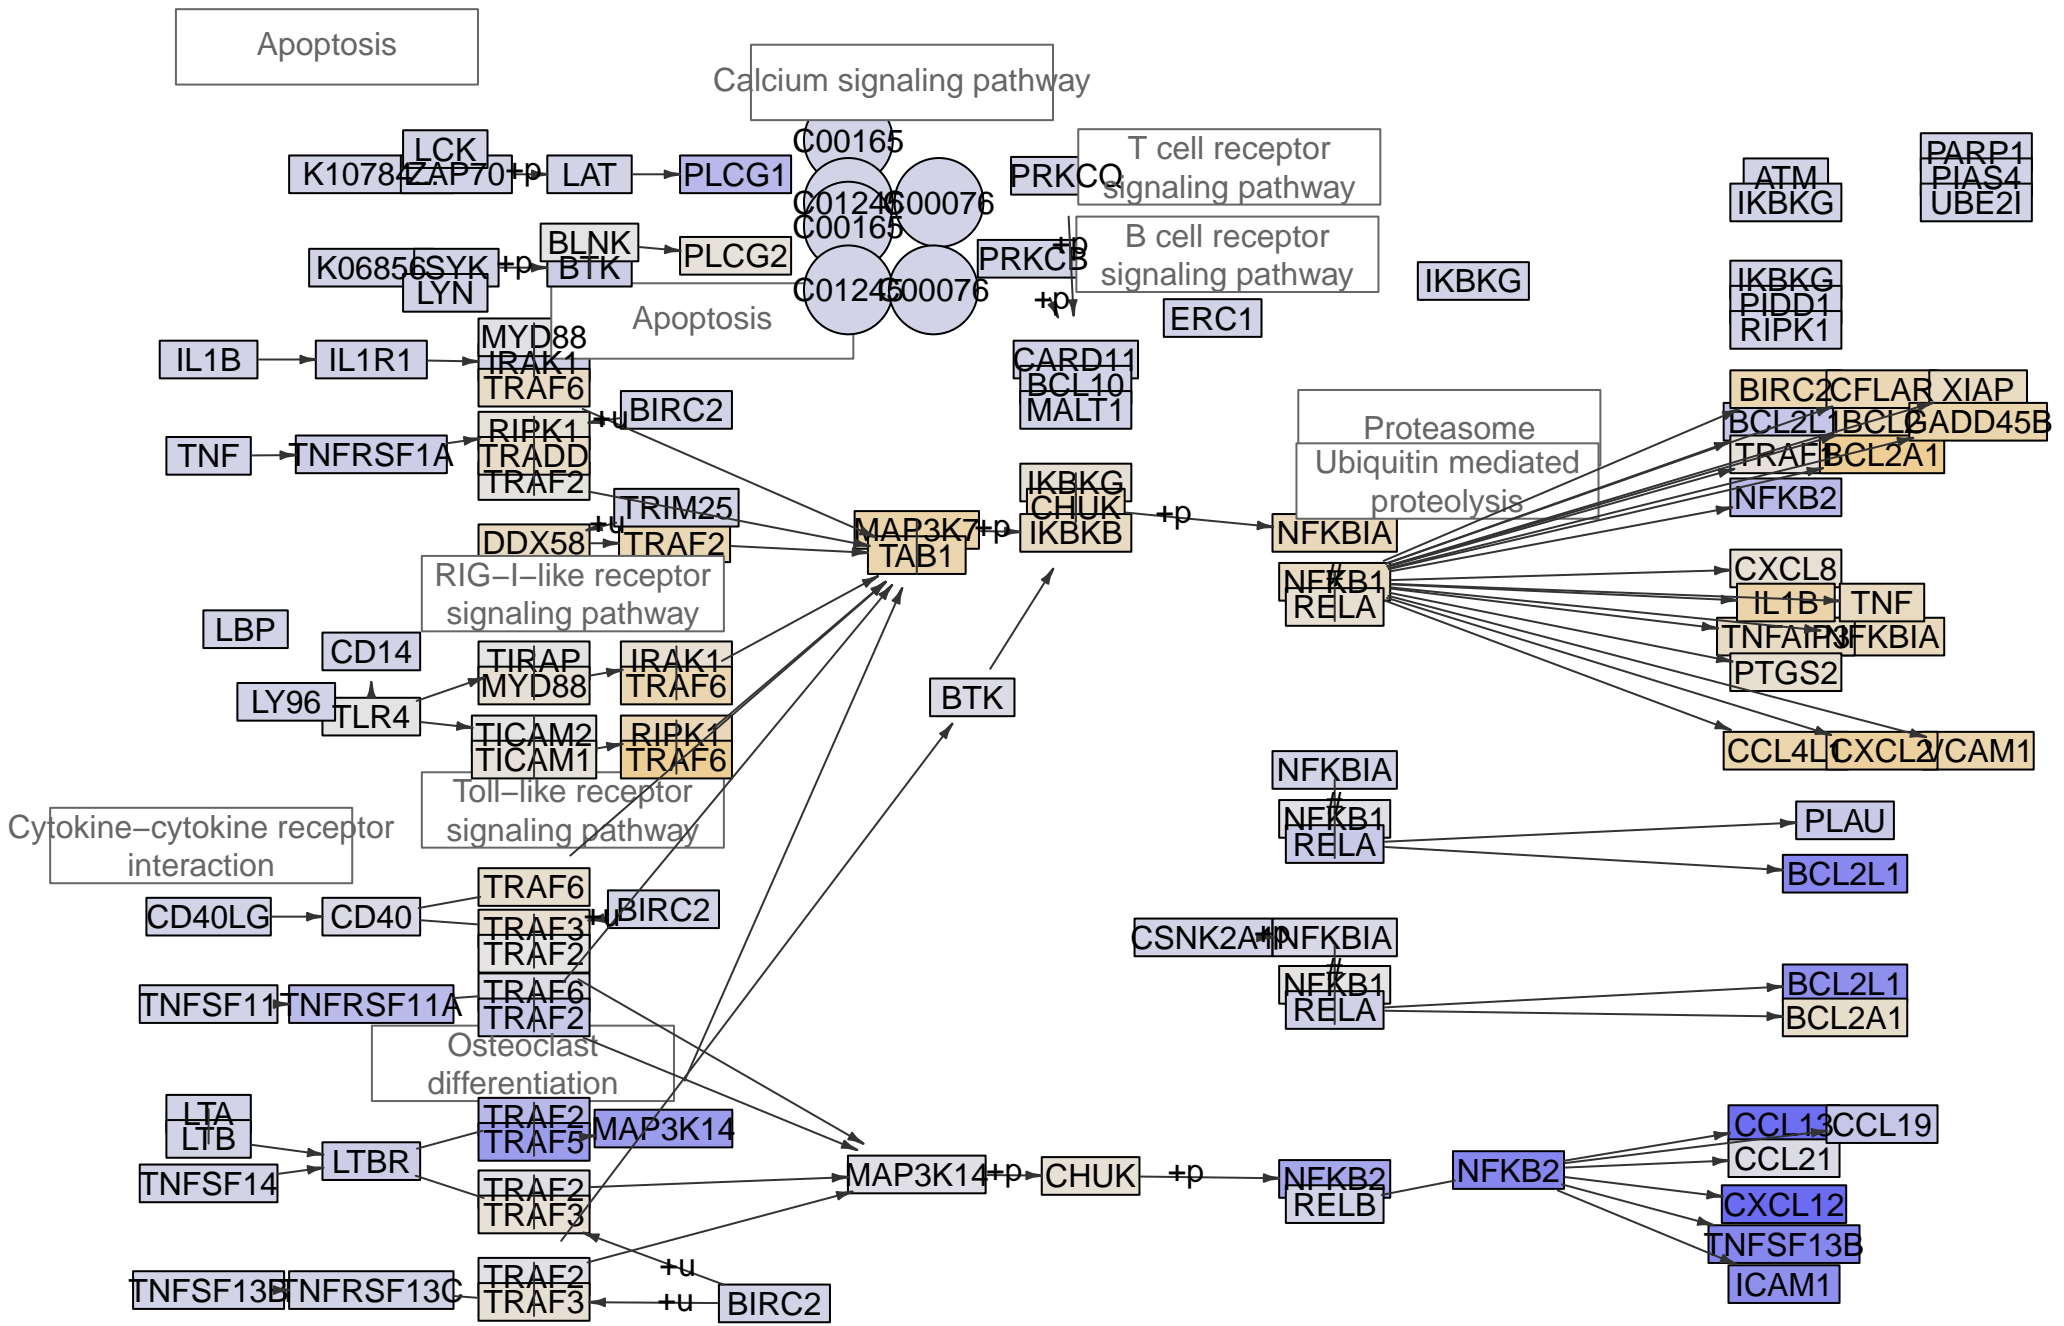 Apoptosis
Calcium signaling pathway
C00165
LCK
K10784
ZAP70
+p
LAT
PLCG1
PRKCQ
T cell receptor
signaling pathway
PARP1
PIAS4
UBE2I
ATM
IKBKG
C01246
C00076
C00165
BLNK
PLCG2
K06856
SYK
+p
BTK
LYN
PRKCB
+p
B cell receptor
signaling pathway
C01245
C00076
+p
ERC1
IKBKG
IKBKG
PIDD1
RIPK1
Apoptosis
MYD88
IRAK1
TRAF6
IL1B
IL1R1
CARD11
BCL10
MALT1
BIRC2
CFLAR
XIAP
BCL2L1
BCL2
GADD45B
TRAF1
BCL2A1
NFKB2
BIRC2
+u
RIPK1
TRADD
TRAF2
TNF
TNFRSF1A
Proteasome
Ubiquitin mediated
proteolysis
IKBKG
CHUK
IKBKB
+p
TRIM25
+u
DDX58
TRAF2
MAP3K7
TAB1
+p
NFKBIA
NFKB1
RELA
CXCL8
IL1B
TNF
TNFAIP3
NFKBIA
PTGS2
RIG−I−like receptor
signaling pathway
LBP
CD14
LY96
TLR4
TIRAP
MYD88
IRAK1
TRAF6
BTK
TICAM2
TICAM1
RIPK1
TRAF6
CCL4L1
CXCL2
VCAM1
Toll−like receptor
signaling pathway
NFKBIA
NFKB1
RELA
PLAU
BCL2L1
Cytokine−cytokine receptor
interaction
TRAF6
CD40LG
CD40
TRAF3
+u
BIRC2
TRAF2
CSNK2A1
+p
NFKBIA
NFKB1
RELA
BCL2L1
BCL2A1
TNFSF11
TNFRSF11A
TRAF6
TRAF2
Osteoclast
differentiation
LTA
LTB
TNFSF14
LTBR
TRAF2
TRAF5
MAP3K14
TRAF2
TRAF3
MAP3K14
+p
CHUK
+p
NFKB2
RELB
NFKB2
CCL13
CCL19
CCL21
CXCL12
TNFSF13B
ICAM1
TNFSF13B
TNFRSF13C
TRAF2
TRAF3
+u
+u
BIRC2